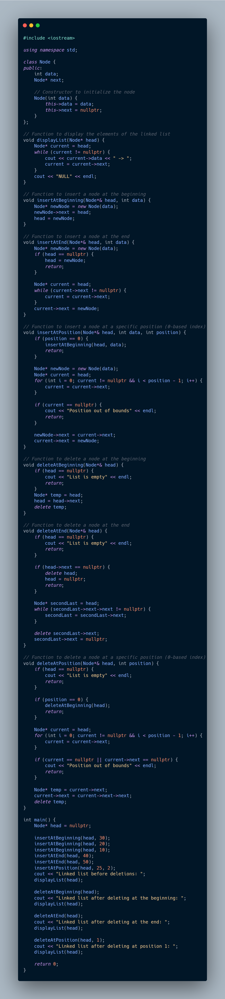 #include <iostream>

using namespace std;

class Node {
public:
    int data;
    Node* next;

    // Constructor to initialize the node
    Node(int data) {
        this->data = data;
        this->next = nullptr;
    }
};

// Function to display the elements of the linked list
void displayList(Node* head) {
    Node* current = head;
    while (current != nullptr) {
        cout << current->data << " -> ";
        current = current->next;
    }
    cout << "NULL" << endl;
}

// Function to insert a node at the beginning
void insertAtBeginning(Node*& head, int data) {
    Node* newNode = new Node(data);
    newNode->next = head;
    head = newNode;
}

// Function to insert a node at the end
void insertAtEnd(Node*& head, int data) {
    Node* newNode = new Node(data);
    if (head == nullptr) {
        head = newNode;
        return;
    }

    Node* current = head;
    while (current->next != nullptr) {
        current = current->next;
    }
    current->next = newNode;
}

// Function to insert a node at a specific position (0-based index)
void insertAtPosition(Node*& head, int data, int position) {
    if (position == 0) {
        insertAtBeginning(head, data);
        return;
    }

    Node* newNode = new Node(data);
    Node* current = head;
    for (int i = 0; current != nullptr && i < position - 1; i++) {
        current = current->next;
    }

    if (current == nullptr) {
        cout << "Position out of bounds" << endl;
        return;
    }

    newNode->next = current->next;
    current->next = newNode;
}

// Function to delete a node at the beginning
void deleteAtBeginning(Node*& head) {
    if (head == nullptr) {
        cout << "List is empty" << endl;
        return;
    }
    Node* temp = head;
    head = head->next;
    delete temp;
}

// Function to delete a node at the end
void deleteAtEnd(Node*& head) {
    if (head == nullptr) {
        cout << "List is empty" << endl;
        return;
    }

    if (head->next == nullptr) {
        delete head;
        head = nullptr;
        return;
    }

    Node* secondLast = head;
    while (secondLast->next->next != nullptr) {
        secondLast = secondLast->next;
    }

    delete secondLast->next;
    secondLast->next = nullptr;
}

// Function to delete a node at a specific position (0-based index)
void deleteAtPosition(Node*& head, int position) {
    if (head == nullptr) {
        cout << "List is empty" << endl;
        return;
    }

    if (position == 0) {
        deleteAtBeginning(head);
        return;
    }

    Node* current = head;
    for (int i = 0; current != nullptr && i < position - 1; i++) {
        current = current->next;
    }

    if (current == nullptr || current->next == nullptr) {
        cout << "Position out of bounds" << endl;
        return;
    }

    Node* temp = current->next;
    current->next = current->next->next;
    delete temp;
}

int main() {
    Node* head = nullptr;

    insertAtBeginning(head, 30);
    insertAtBeginning(head, 20);
    insertAtBeginning(head, 10);
    insertAtEnd(head, 40);
    insertAtEnd(head, 50);
    insertAtPosition(head, 25, 2);
    cout << "Linked list before deletions: ";
    displayList(head);

    deleteAtBeginning(head);
    cout << "Linked list after deleting at the beginning: ";
    displayList(head);

    deleteAtEnd(head);
    cout << "Linked list after deleting at the end: ";
    displayList(head);

    deleteAtPosition(head, 1);
    cout << "Linked list after deleting at position 1: ";
    displayList(head);

    return 0;
}